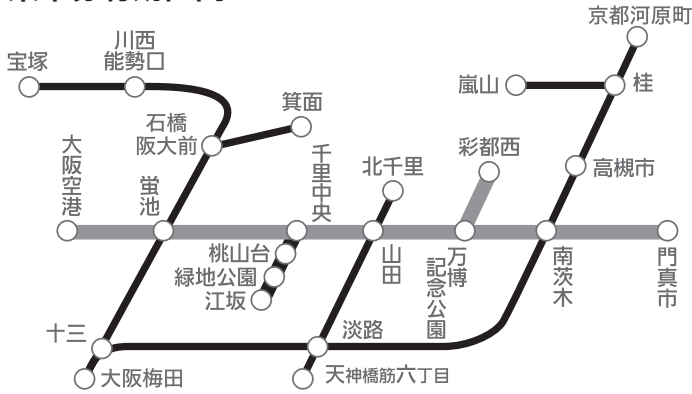 京都河原町
川西
能勢口
宝塚
嵐山
桂
箕面
石橋
阪大前
大阪空港
蛍池
千里中央
北千里
彩都西
高槻市
桃山台
緑地公園
江坂
山田
万博
記念公園
南茨木
門真市
十三
淡路
大阪梅田
天神橋筋六丁目